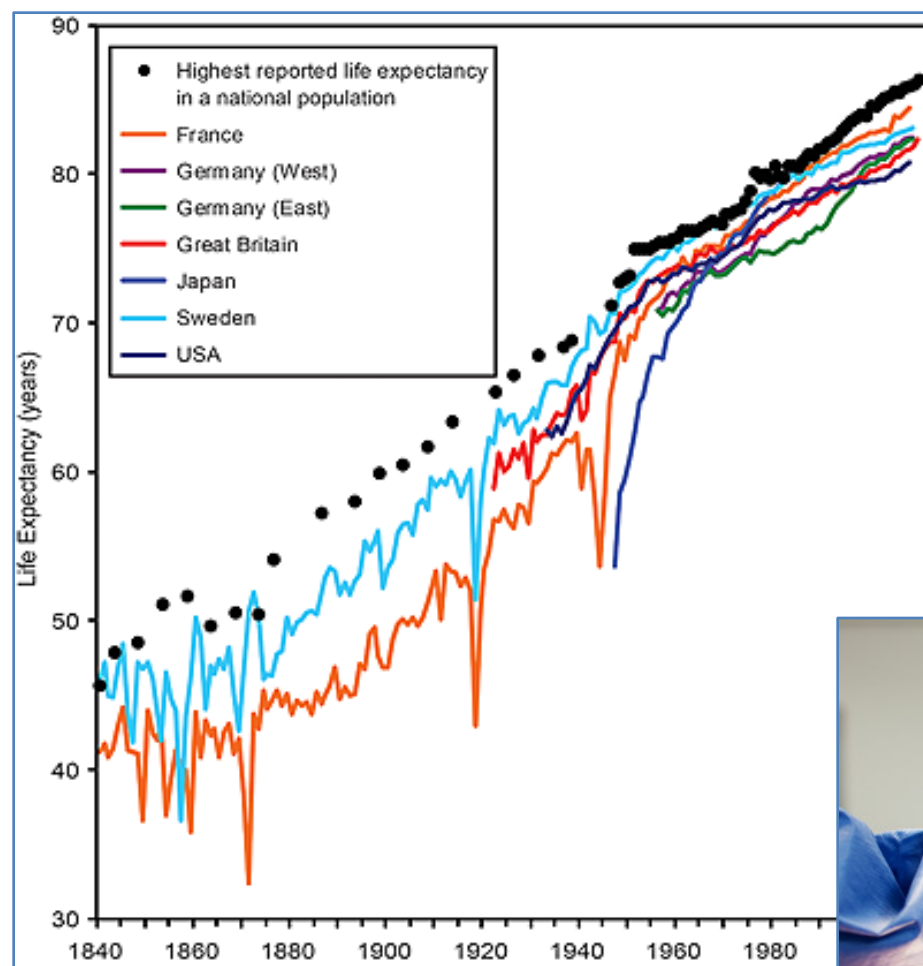 90
80
70
60
50
40
30
Life Expectancy (years)
Highest reported life expectancy
in a national population
France
Germany (West)
Germany (East)
Great Britain
Japan
Sweden
USA
1840 1860 1880 1900 1920 1940 1960 1980